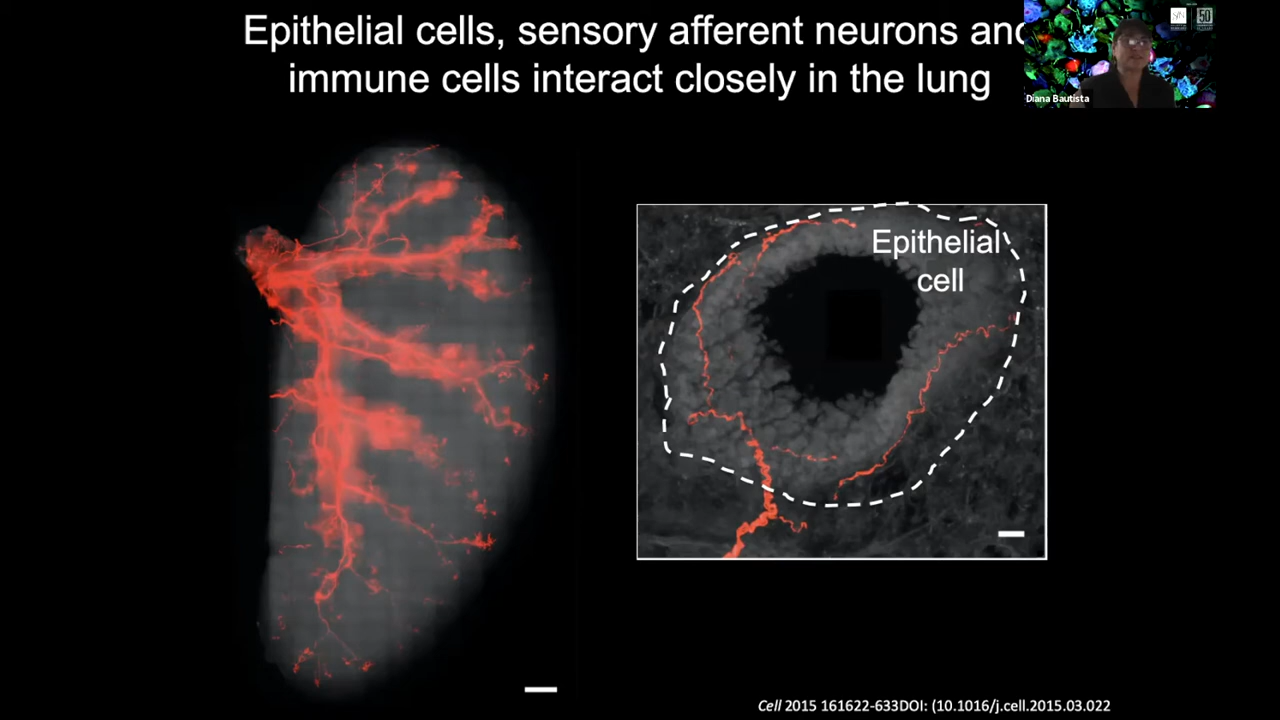 Epithelial cells, sensory afferent neurons and
immune cells interact closely in the lung
50
Diana Bautista
Epithelial
cell
Cell 2015 161622-633DOI: (10.1016/j.cell.2015.03.022